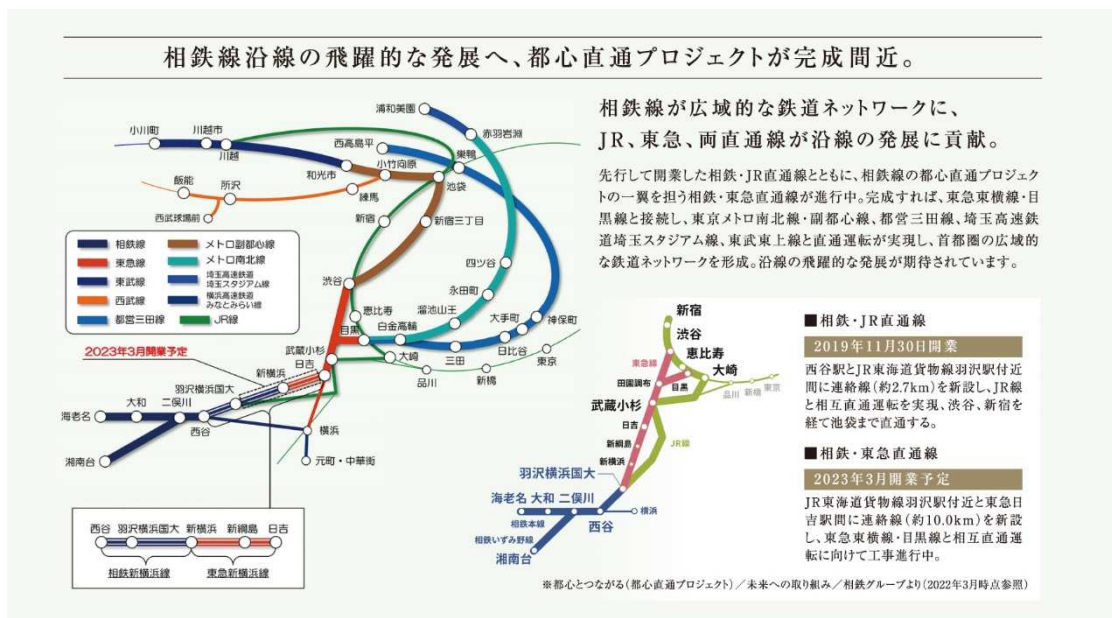 相鉄線沿線の飛躍的な発展へ、都心直通プロジェクトが完成間近。
浦和美園
赤羽岩淵
小川町
川越市
川越
西高島平
巣鴨
小竹向原
和光市
池袋
飯能
所沢
練馬
西武球場前
新宿
新宿三丁目
相鉄線
東急線
東武線
西武線
都営三田線
メトロ副都心線
メトロ南北線
埼玉高速鉄道
埼玉スタジアム線
横浜高速鉄道
みなとみらい線
JR線
四ツ谷
永田町
渋谷
恵比寿
溜池山王
大手町
神保町
目黒
白金高輪
三田
日比谷
東京
大崎
品川
新橋
2023年3月開業予定
武蔵小杉
日吉
新横浜
羽沢横浜国大
海老名
大和
二俣川
西谷
横浜
湘南台
元町・中華街
西谷 羽沢横浜国大 新横浜 新綱島 日吉
相鉄新横浜線
東急新横浜線
相鉄線が広域的な鉄道ネットワークに、
JR、東急、両直通線が沿線の発展に貢献。
先行して開業した相鉄・JR直通線とともに、相鉄線の都心直通プロジェク
トの一翼を担う相鉄・東急直通線が進行中。完成すれば、東急東横線・目
黒線と接続し、東京メトロ南北線・副都心線、都営三田線、埼玉高速鉄
道埼玉スタジアム線、東武東上線と直通運転が実現し、首都圏の広域的
な鉄道ネットワークを形成。沿線の飛躍的な発展が期待されています。
新宿
渋谷
恵比寿
東急線
大崎
田園調布
目黒
品川 新橋 東京
武蔵小杉
日吉
新綱島
JR線
新横浜
羽沢横浜国大
海老名 大和 二俣川
相鉄本線
西谷
横浜
相鉄いずみ野線
湘南台
■相鉄・JR直通線
2019年11月30日開業
西谷駅とJR東海道貨物線羽沢駅付近
間に連絡線（約2.7km）を新設し、JR線
と相互直通運転を実現、渋谷、新宿を
経て池袋まで直通する。
■相鉄・東急直通線
2023年3月開業予定
JR東海道貨物線羽沢駅付近と東急日
吉駅間に連絡線（約10.0km）を新設
し、東急東横線・目黒線と相互直通運
転に向けて工事進行中。
※都心とつながる（都心直通プロジェクト）／未来への取り組み／相鉄グループより（2022年3月時点参照）